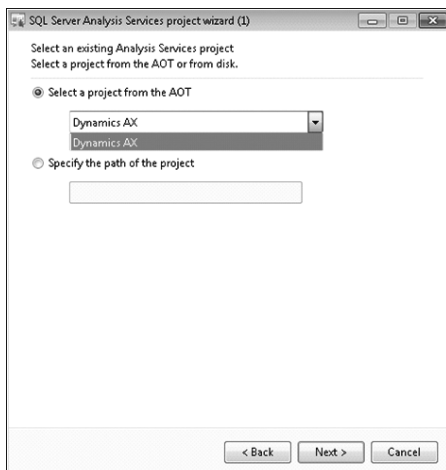 SQL Server Analysis Services project wizard (1)
Select an existing Analysis Services project
Select a project from the AOT or from disk.
Select a project from the AOT
Dynamics AX
Dynamics AX
Specify the path of the project
< Back Next > Cancel